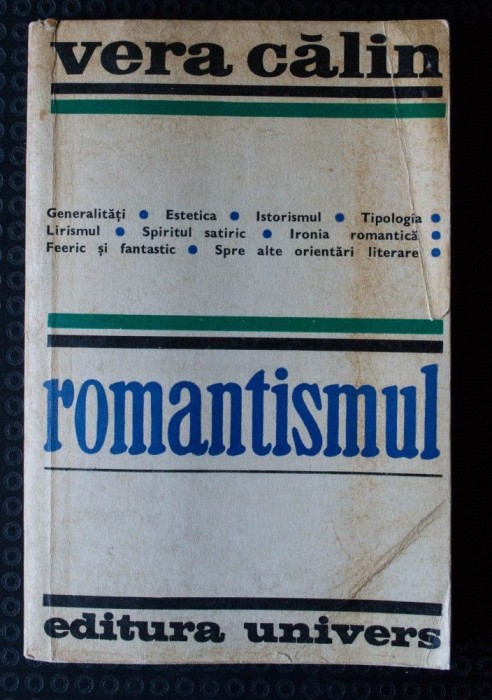 vera călin
Generalități ● Estetica ● Istorismul ● Tipologia ●
Lirismul ● Spiritul satiric ● Ironia romantică ●
Feeric și fantastic ● Spre alte orientări literare ●
romantismul
editura univers